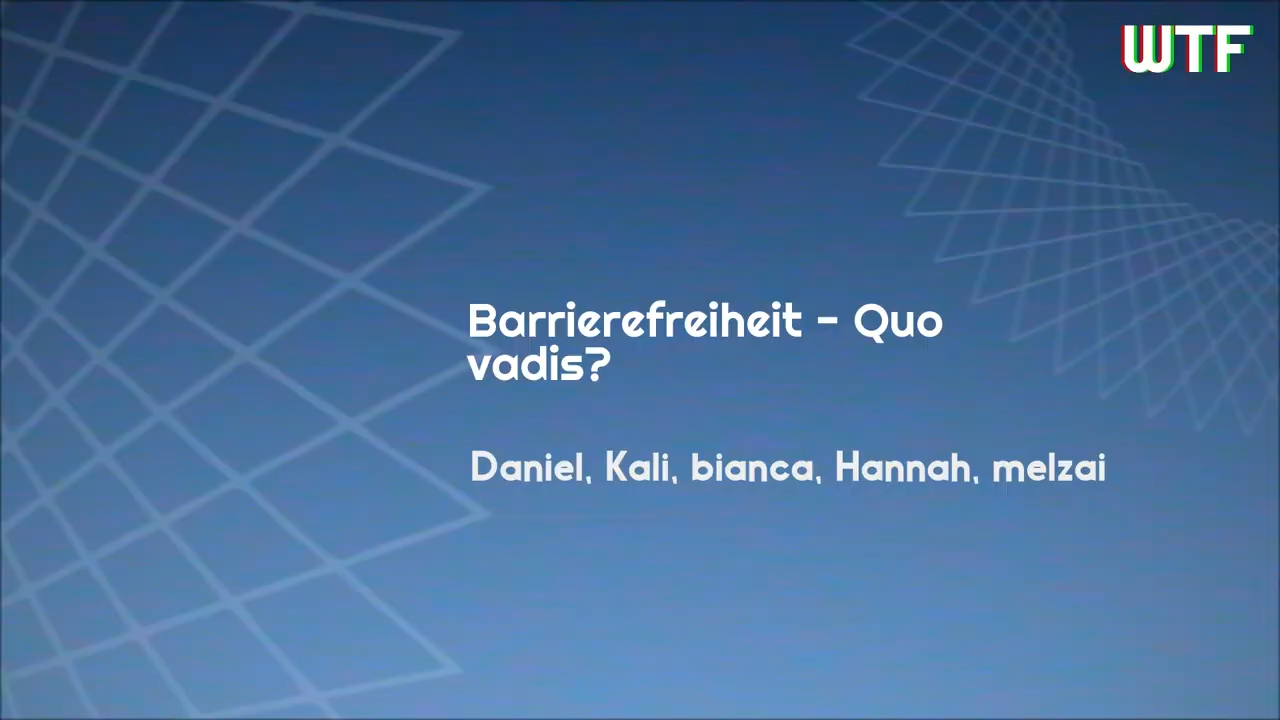 WTF
Barrierefreiheit - Quo
vadis?
Daniel, Kali, bianca, Hannah, melzai